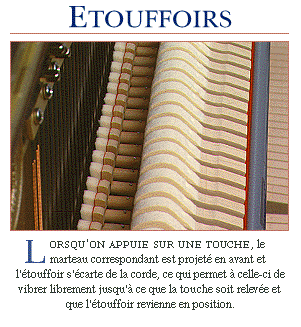 ETOUFFOIRS
LORSQU'ON APPUIE SUR UNE TOUCHE, le
marteau correspondant est projeté en avant et
l'étouffoir s'écarte de la corde, ce qui permet à celle-ci de
vibrer librement jusqu'à ce que la touche soit relevée et
que l'étouffoir revienne en position.